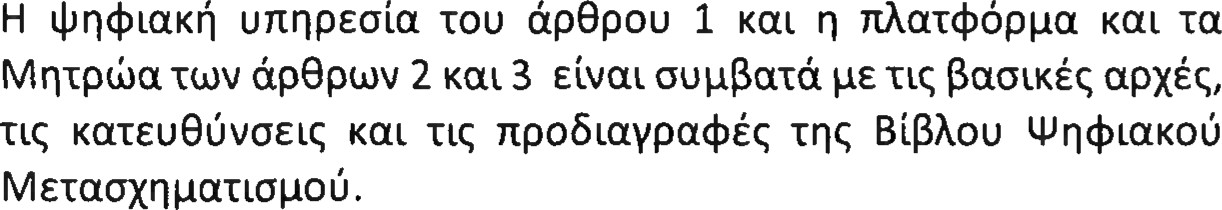 Η ψηφιακή υπηρεσία του άρθρου 1 και η πλατφόρμα και τα
Μητρώα των άρθρων 2 και 3 είναι συμβατά με τις βασικές αρχές,
τις κατευθύνσεις και τις προδιαγραφές της Βίβλου Ψηφιακού
Μετασχηματισμού.